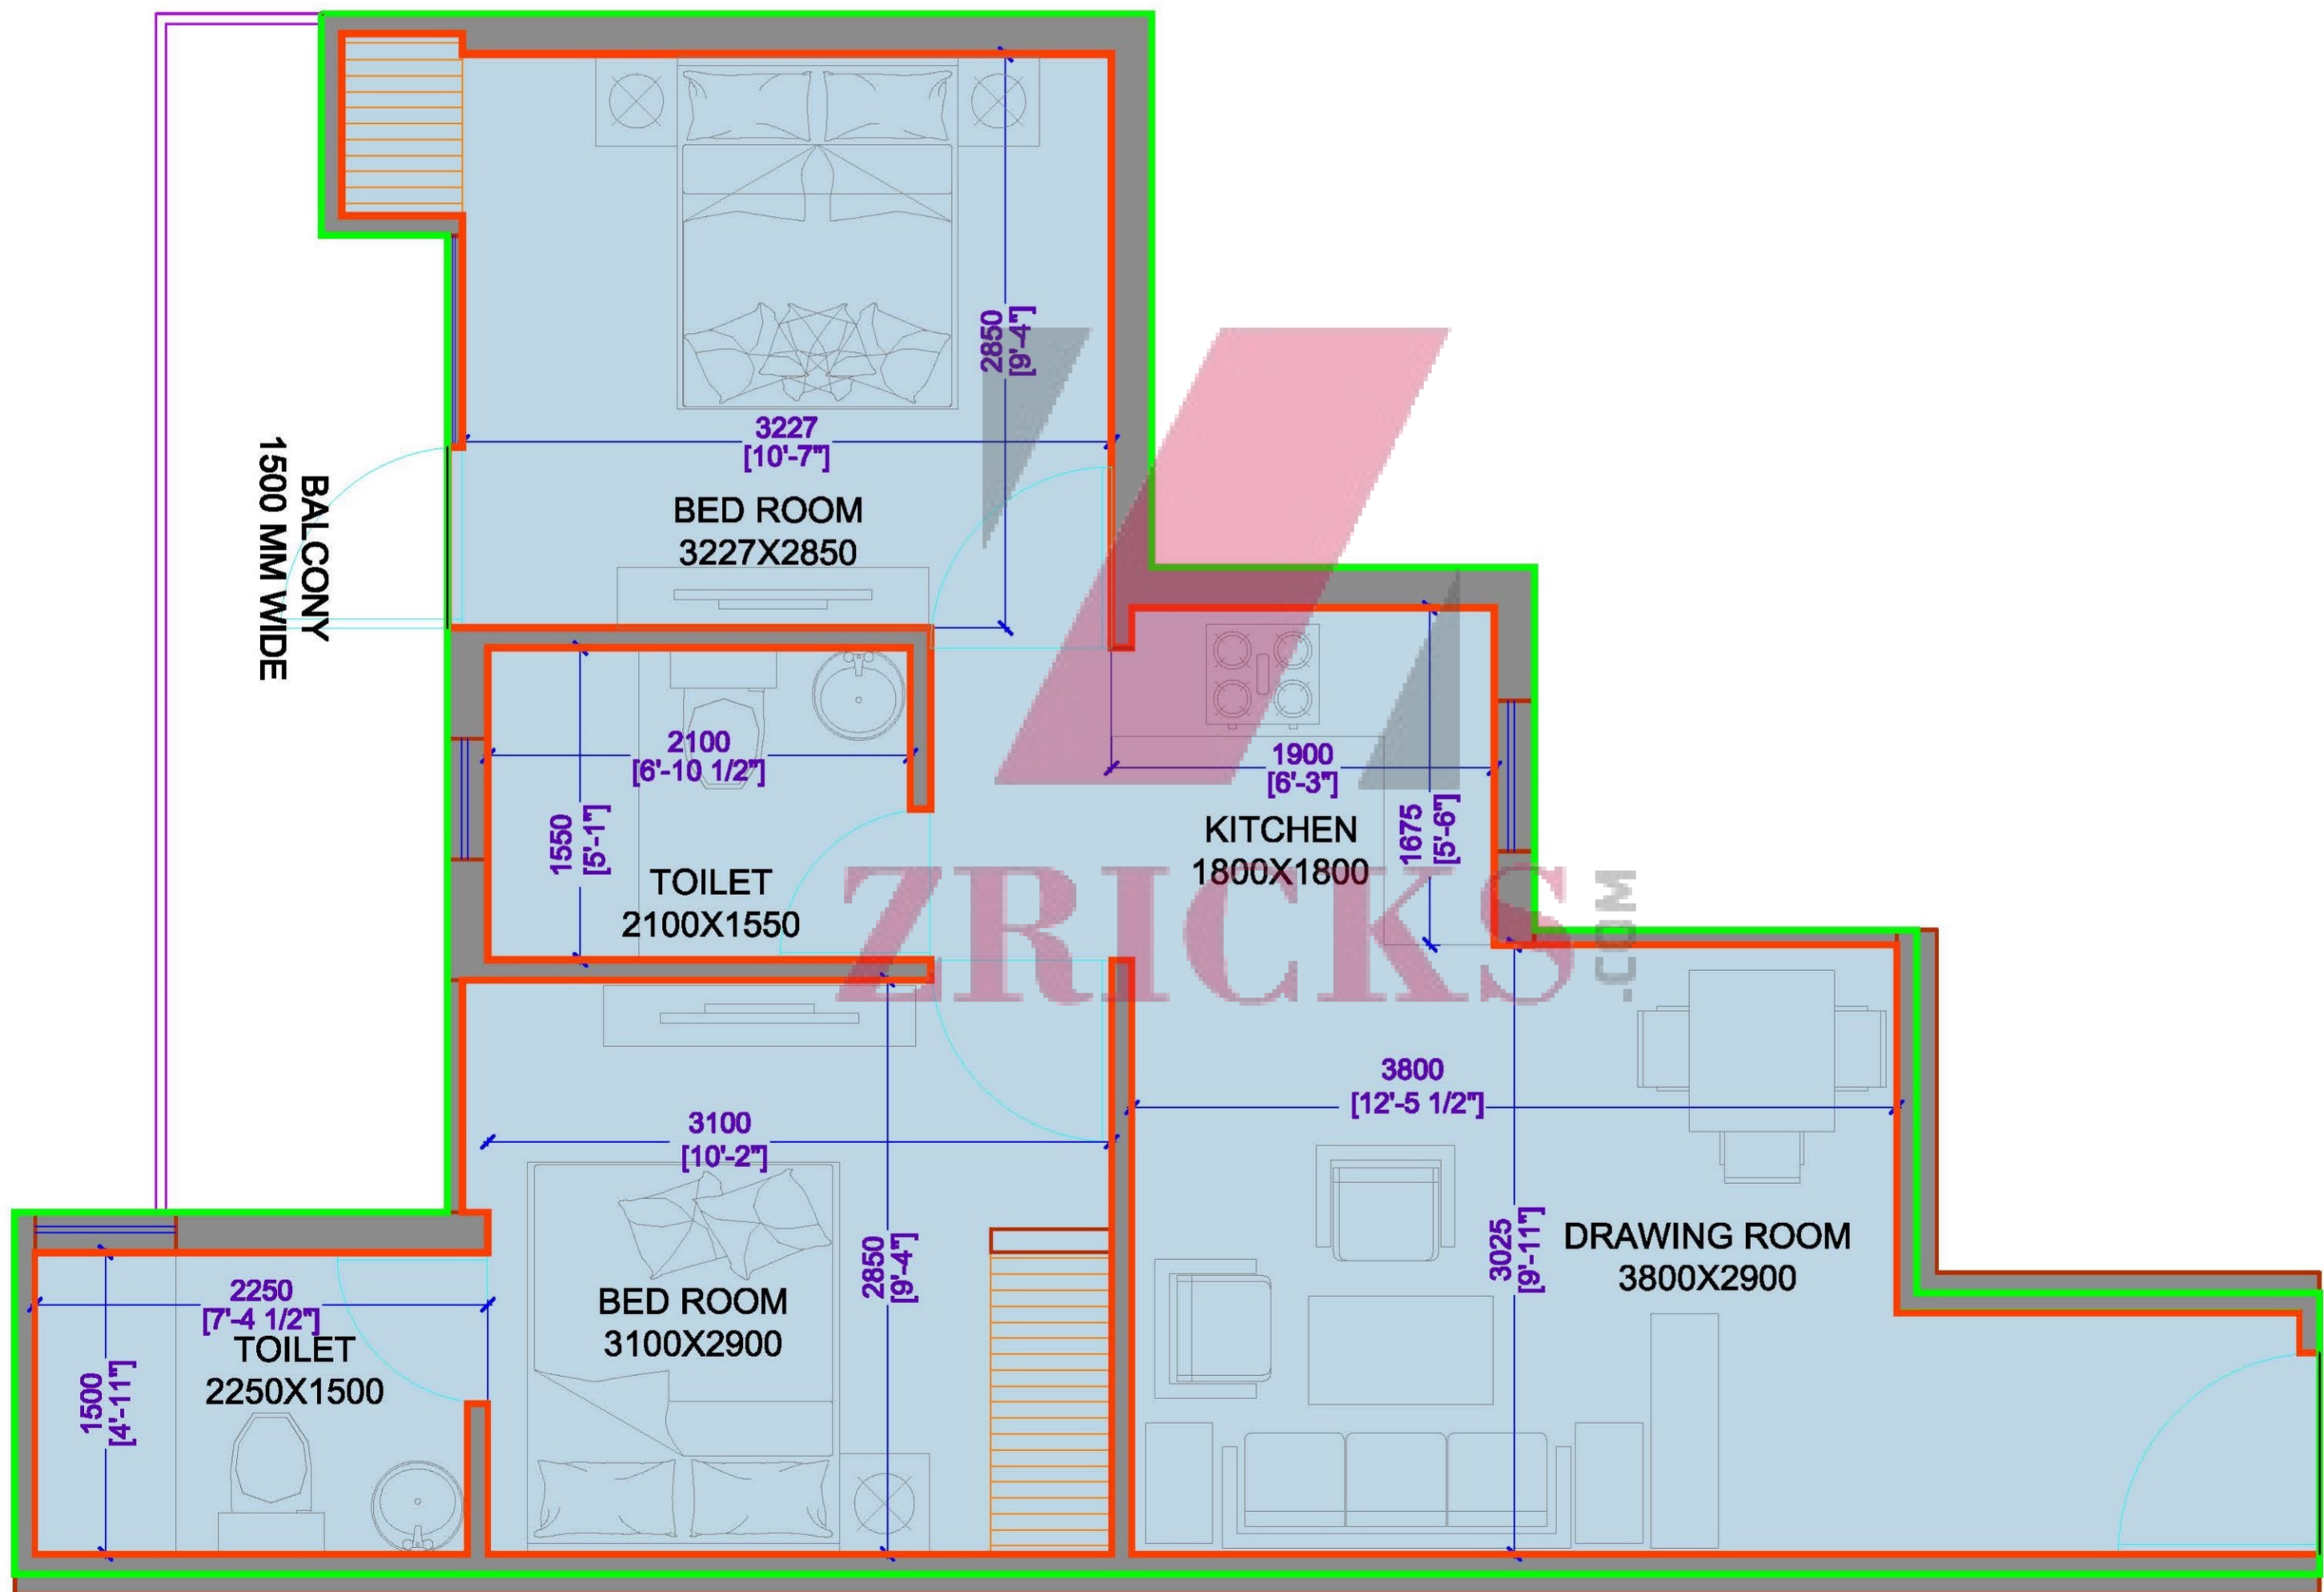 2850
[9'-4"]
3227
[10'-7"]
BED ROOM
3227X2850
BALCONY
1500 MM WIDE
2100
[6'-10 1/2"]
1550
[5'-1"]
TOILET
2100X1550
1900
[6'-3"]
1675
[5'-6"]
KITCHEN
1800X1800
ZRICKS
.COM
3800
[12'-5 1/2"]
3025
[9'-11"]
DRAWING ROOM
3800X2900
3100
[10'-2"]
2850
[9'-4"]
BED ROOM
3100X2900
2250
[7'-4 1/2"]
TOILET
2250X1500
1500
[4'-11"]